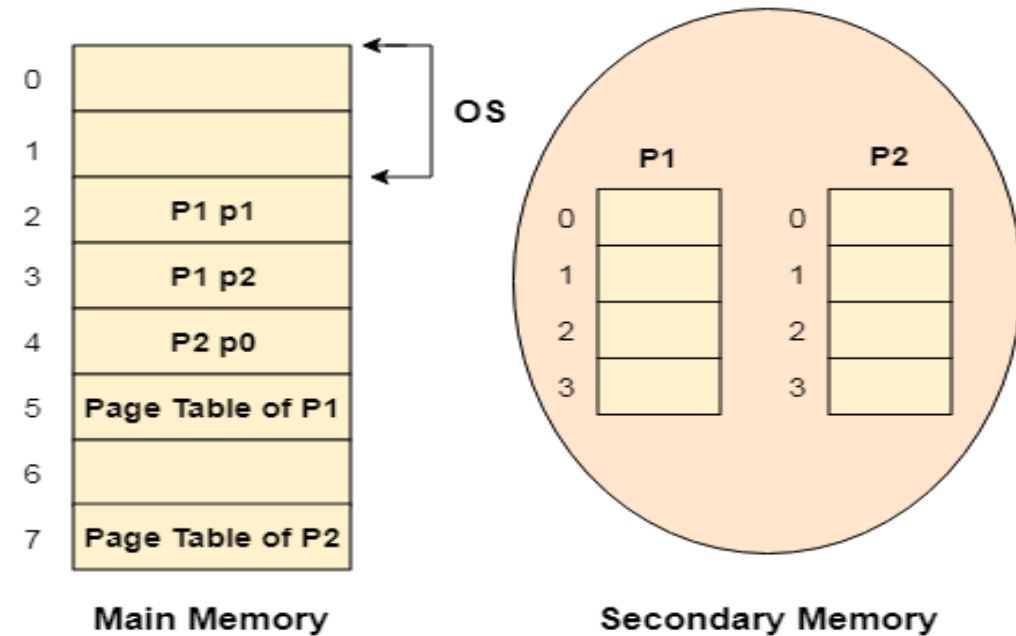 0
1
OS
2 P1 p1
3 P1 p2
4 P2 p0
5 Page Table of P1
6
7 Page Table of P2
Main Memory
P1 P2
0 0
1 1
2 2
3 3
Secondary Memory